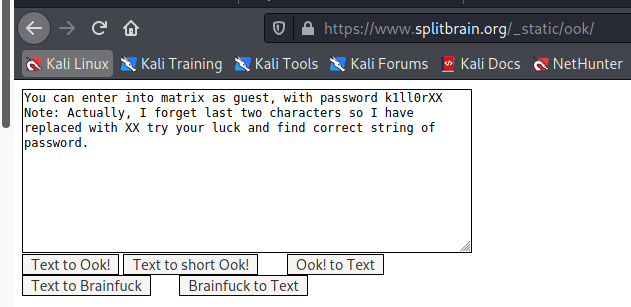 https://www.splitbrain.org/_static/ook/
Kali Linux Kali Training Kali Tools Kali Forums Kali Docs NetHunter
You can enter into matrix as guest, with password k1ll0rXX
Note: Actually, I forget last two characters so I have
replaced with XX try your luck and find correct string of
password.
Text to Ook! Text to short Ook! Ook! to Text
Text to Brainfuck Brainfuck to Text